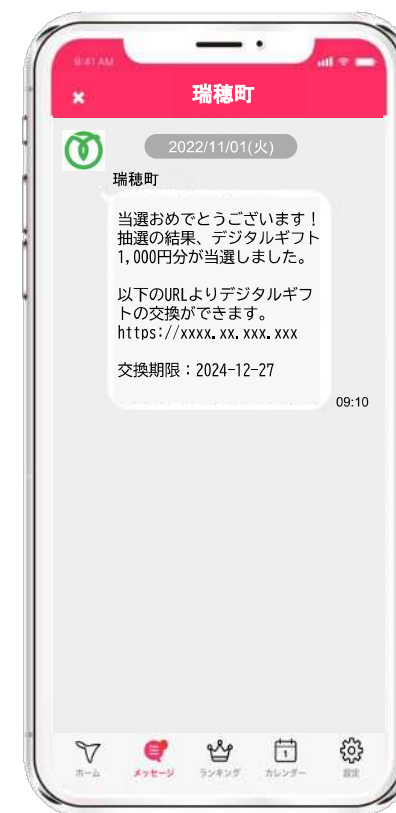 9:41 AM
瑞穂町
2022/11/01(火)
瑞穂町
当選おめでとうございます！
抽選の結果、デジタルギフト
1,000円分が当選しました。
以下のURLよりデジタルギフ
トの交換ができます。
https://xxxx.xx.xxx.xxx
交換期限：2024-12-27
09:10
1
ホーム
メッセージ
ランキング
カレンダー
設定